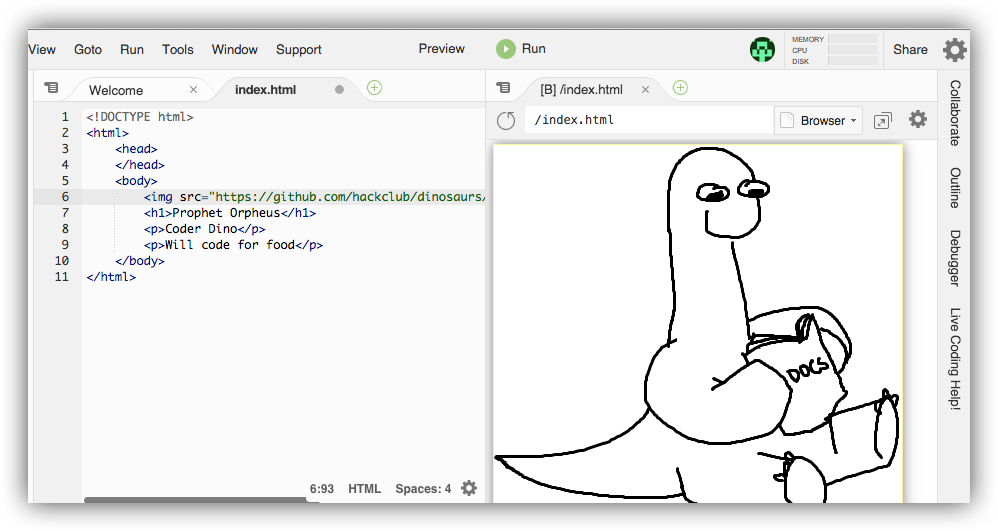 View Goto Run Tools Window Support Preview Run MEMORY CPU DISK Share
Welcome
index.html
1 <!DOCTYPE html>
2 <html>
3 <head>
4 </head>
5 <body>
6 <img src="https://github.com/hackclub/dinosaurs/
7 <h1>Prophet Orpheus</h1>
8 <p>Coder Dino</p>
9 <p>Will code for food</p>
10 </body>
11 </html>
6:93 HTML Spaces: 4
[B] /index.html
/index.html Browser
DOCS
Collaborate
Outline
Debugger
Live Coding Help!